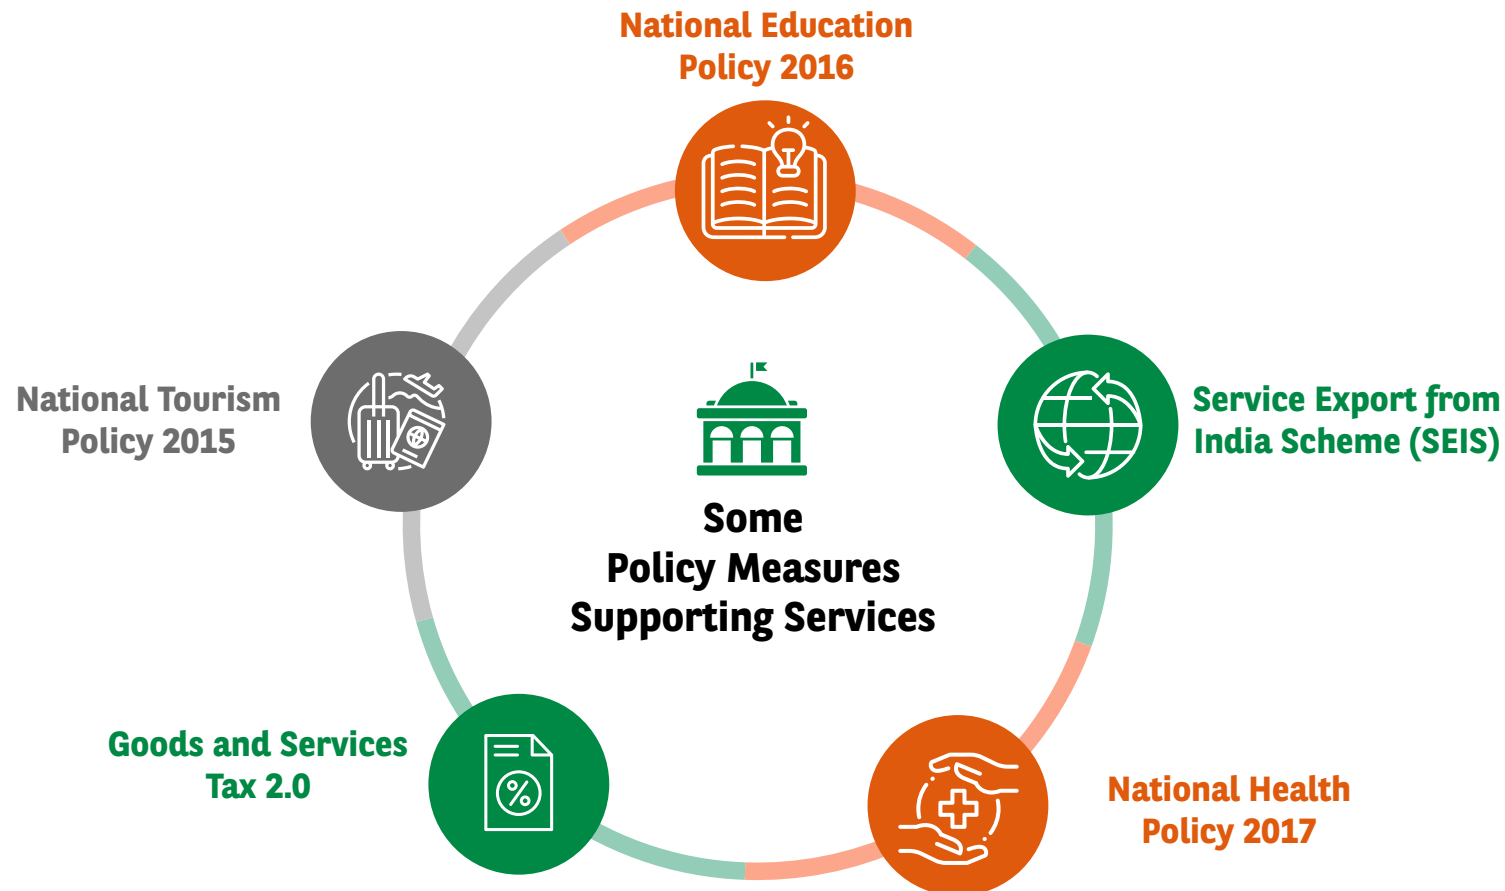 National Education
Policy 2016
Service Export from
India Scheme (SEIS)
National Tourism
Policy 2015
Some
Policy Measures
Supporting Services
Goods and Services
Tax 2.0
National Health
Policy 2017